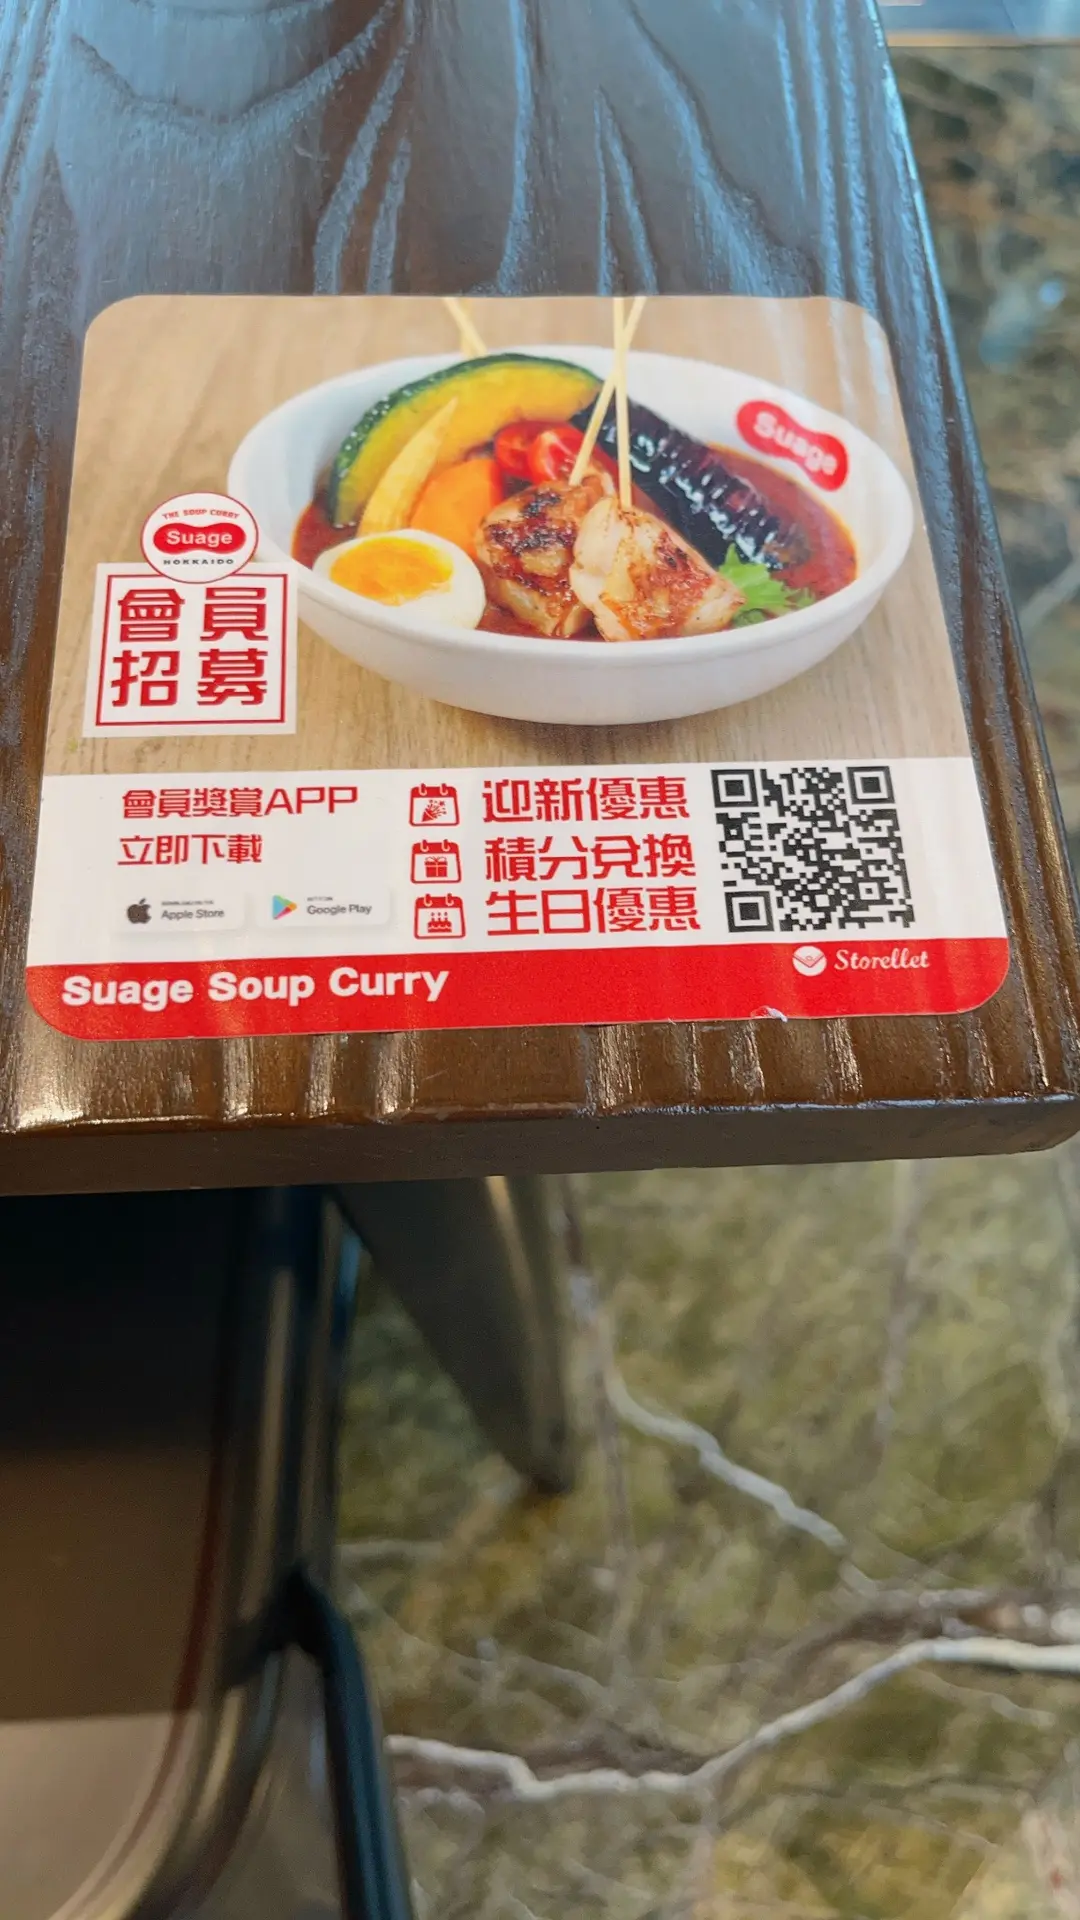 Suage
THE SOUP CURRY
Suage
HOKKAIDO
會員
招募
會員獎賞APP
立即下載
Apple Store
Google Play
迎新優惠
積分兌換
生日優惠
Suage Soup Curry
Storellet